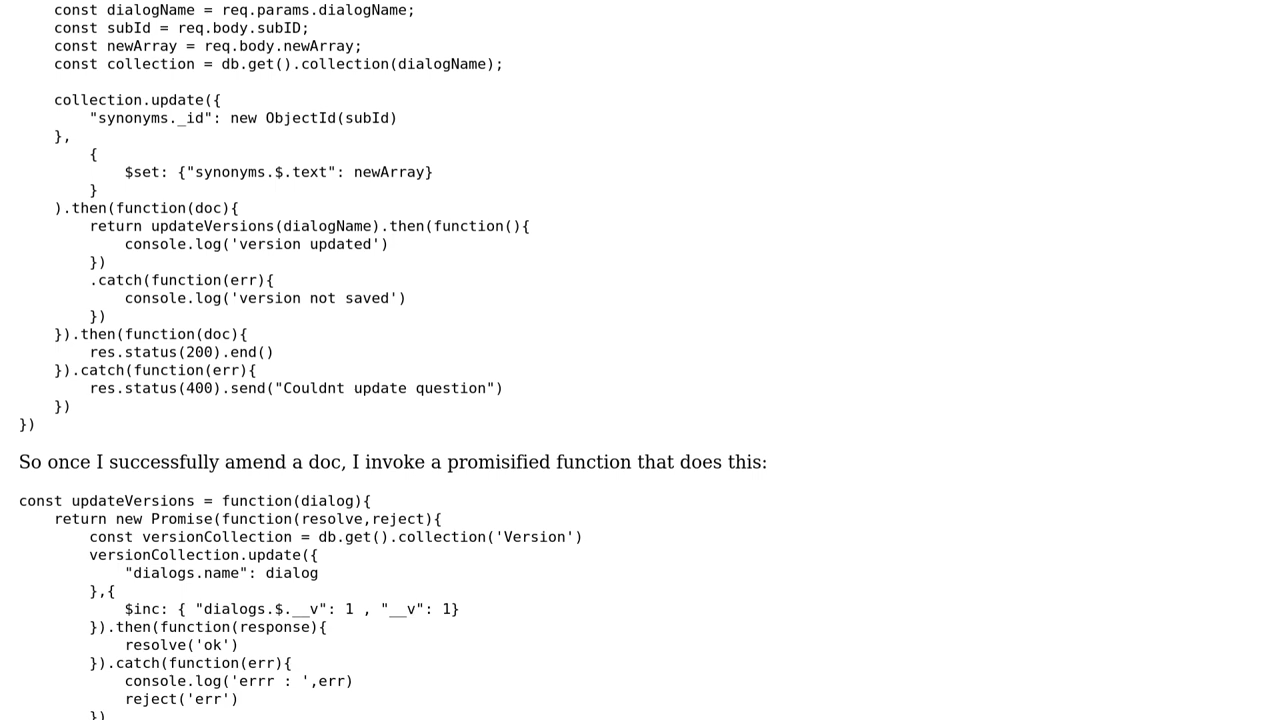 const dialogName = req.params.dialogName;
const subId = req.body.subID;
const newArray = req.body.newArray;
const collection = db.get().collection(dialogName);
collection.update({
"synonyms._id": new ObjectId(subId)
},
{
$set: {"synonyms.$.text": newArray}
}
).then(function(doc){
return updateVersions(dialogName).then(function(){
console.log('version updated')
})
.catch(function(err){
console.log('version not saved')
})
}).then(function(doc){
res.status(200).end()
}).catch(function(err){
res.status(400).send("Couldnt update question")
})
})
So once I successfully amend a doc, I invoke a promisified function that does this:
const updateVersions = function(dialog){
return new Promise(function(resolve,reject){
const versionCollection = db.get().collection('Version')
versionCollection.update({
"dialogs.name": dialog
},{
$inc: { "dialogs.$.__v": 1 , "__v": 1}
}).then(function(response){
resolve('ok')
}).catch(function(err){
console.log('errr : ',err)
reject('err')
})